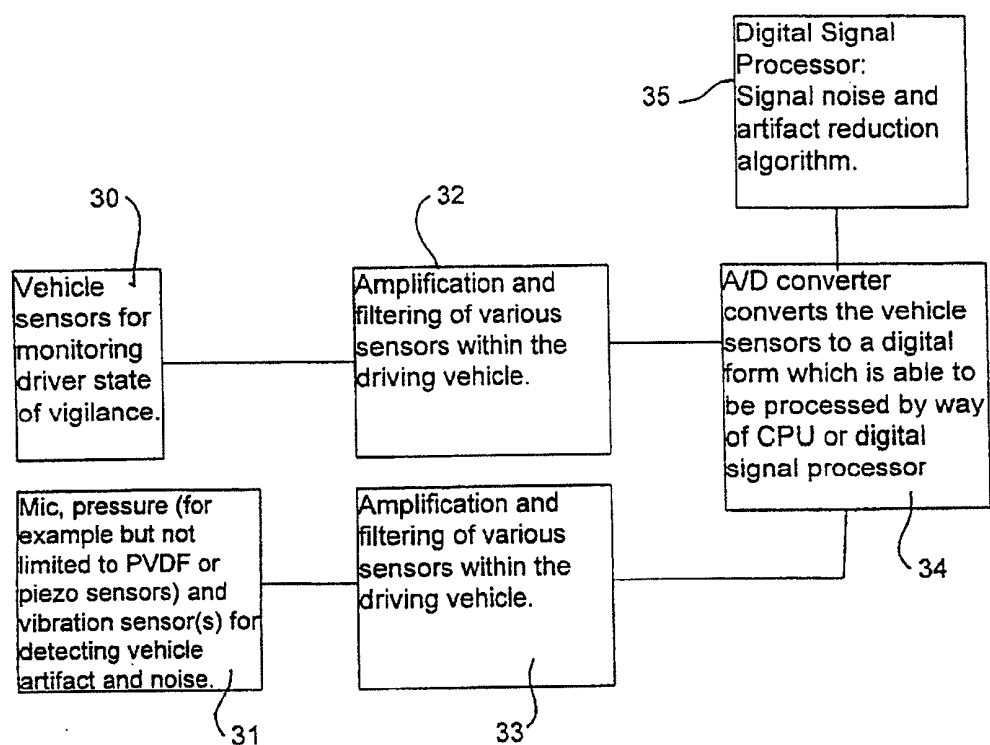 Digital Signal
Processor:
Signal noise and
artifact reduction
algorithm.
35
30
Vehicle
sensors for
monitoring
driver state
of vigilance.
32
Amplification and
filtering of various
sensors within the
driving vehicle.
A/D converter
converts the vehicle
sensors to a digital
form which is able to
be processed by way
of CPU or digital
signal processor
34
Mic, pressure (for
example but not
limited to PVDF or
piezo sensors) and
vibration sensor(s) for
detecting vehicle
artifact and noise.
31
Amplification and
filtering of various
sensors within the
driving vehicle.
33